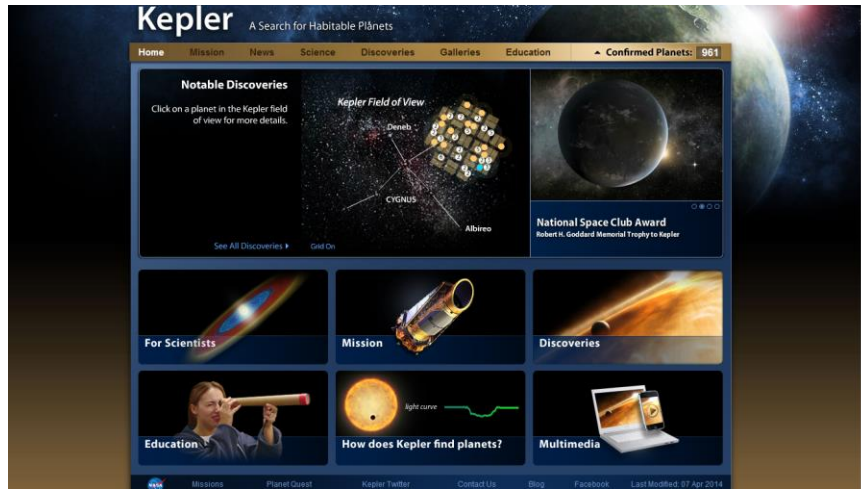 Kepler A Search for Habitable Planets
Home Mission News Science Discoveries Galleries Education Confirmed Planets: 961
Notable Discoveries
Click on a planet in the Kepler field
of view for more details.
See All Discoveries
Kepler Field of View
Deneb
CYGNUS
Albireo
Grid On
National Space Club Award
Robert H. Goddard Memorial Trophy to Kepler
For Scientists
Mission
Discoveries
Education
light curve
How does Kepler find planets?
Multimedia
NASA Missions Planet Quest Kepler Twitter Contact Us Blog Facebook Last Modified: 07 Apr 2014